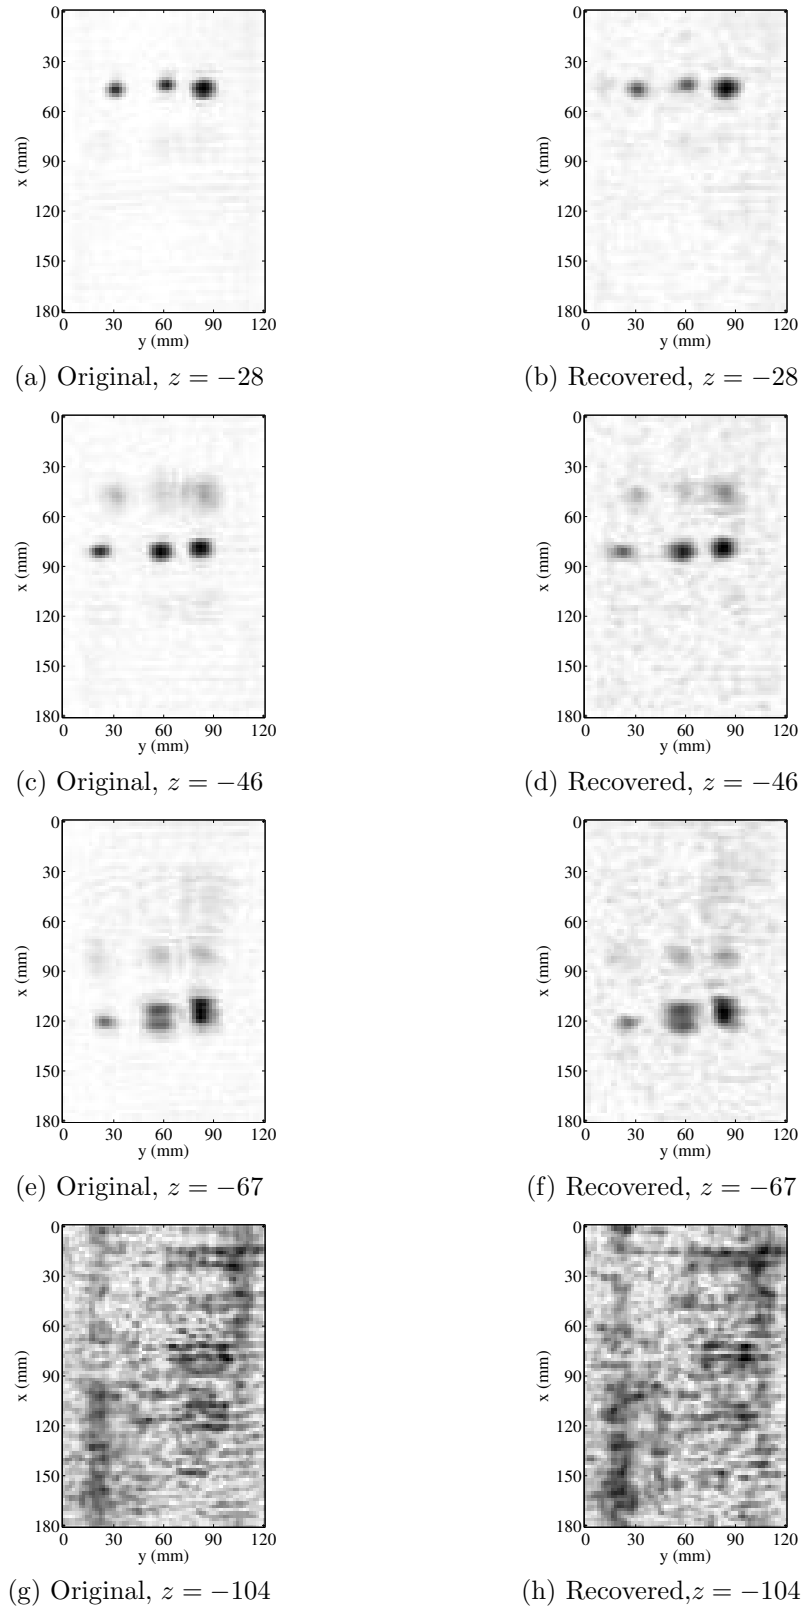 0
30
60
90
120
150
180
x (mm)
0 30 60 90 120
y (mm)
(a) Original, z = −28
0
30
60
90
120
150
180
x (mm)
0 30 60 90 120
y (mm)
(b) Recovered, z = −28
0
30
60
90
120
150
180
x (mm)
0 30 60 90 120
y (mm)
(c) Original, z = −46
0
30
60
90
120
150
180
x (mm)
0 30 60 90 120
y (mm)
(d) Recovered, z = −46
0
30
60
90
120
150
180
x (mm)
0 30 60 90 120
y (mm)
(e) Original, z = −67
0
30
60
90
120
150
180
x (mm)
0 30 60 90 120
y (mm)
(f) Recovered, z = −67
0
30
60
90
120
150
180
x (mm)
0 30 60 90 120
y (mm)
(g) Original, z = −104
0
30
60
90
120
150
180
x (mm)
0 30 60 90 120
y (mm)
(h) Recovered,z = −104